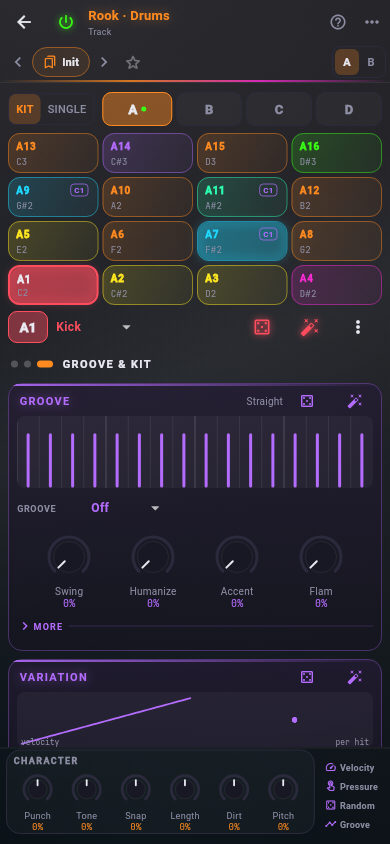 Rook · Drums
Track
Init
A B
KIT SINGLE A B C D
A13 A14 A15 A16
C3 C#3 D3 D#3
A9 C1 A10 A11 C1 A12
G#2 A2 A#2 B2
A5 A6 A7 C1 A8
E2 F2 F#2 G2
A1 A2 A3 A4
C2 C#2 D2 D#2
A1 Kick
GROOVE & KIT
GROOVE Straight
GROOVE Off
Swing Humanize Accent Flam
0% 0% 0% 0%
MORE
VARIATION
velocity per hit
CHARACTER
Punch Tone Snap Length Dirt Pitch
0% 0% 0% 0% 0% 0%
Velocity
Pressure
Random
Groove